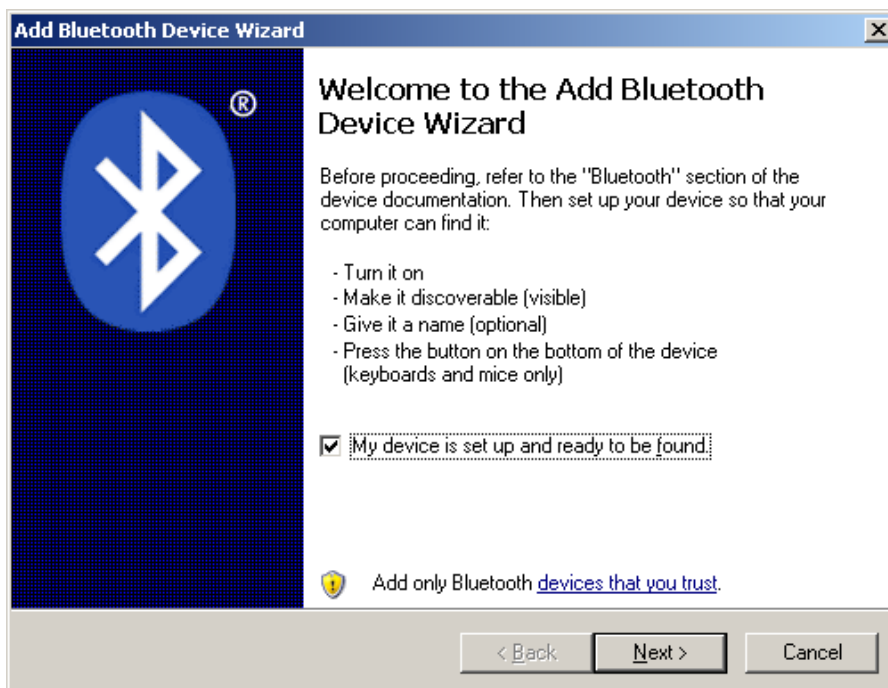 Add Bluetooth Device Wizard
®
Welcome to the Add Bluetooth
Device Wizard
Before proceeding, refer to the "Bluetooth" section of the
device documentation. Then set up your device so that your
computer can find it:
- Turn it on
- Make it discoverable (visible)
- Give it a name (optional)
- Press the button on the bottom of the device
(keyboards and mice only)
My device is set up and ready to be found.
Add only Bluetooth devices that you trust.
< Back
Next >
Cancel